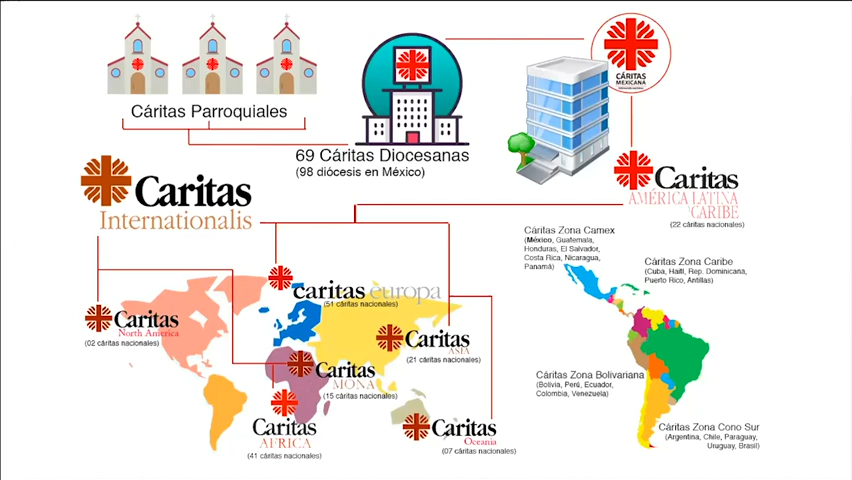 Cáritas Parroquiales
69 Cáritas Diocesanas
(98 diócesis en México)
CÁRITAS
MEXICANA
Caritas
Internationalis
Caritas
AMÉRICA LATINA
Y CARIBE
(22 cáritas nacionales)
Cáritas Zona Camex
(México, Guatemala,
Honduras, El Salvador,
Costa Rica, Nicaragua,
Panamá)
Cáritas Zona Caribe
(Cuba, Haití, Rep. Dominicana,
Puerto Rico, Antillas)
caritas europa
(51 cáritas nacionales)
Caritas
North America
(02 cáritas nacionales)
Caritas
ASIA
(21 cáritas nacionales)
Caritas
MONA
(15 cáritas nacionales)
Cáritas Zona Bolivariana
(Bolivia, Perú, Ecuador,
Colombia, Venezuela)
Caritas
AFRICA
(41 cáritas nacionales)
Caritas
Oceania
(07 cáritas nacionales)
Cáritas Zona Cono Sur
(Argentina, Chile, Paraguay,
Uruguay, Brasil)